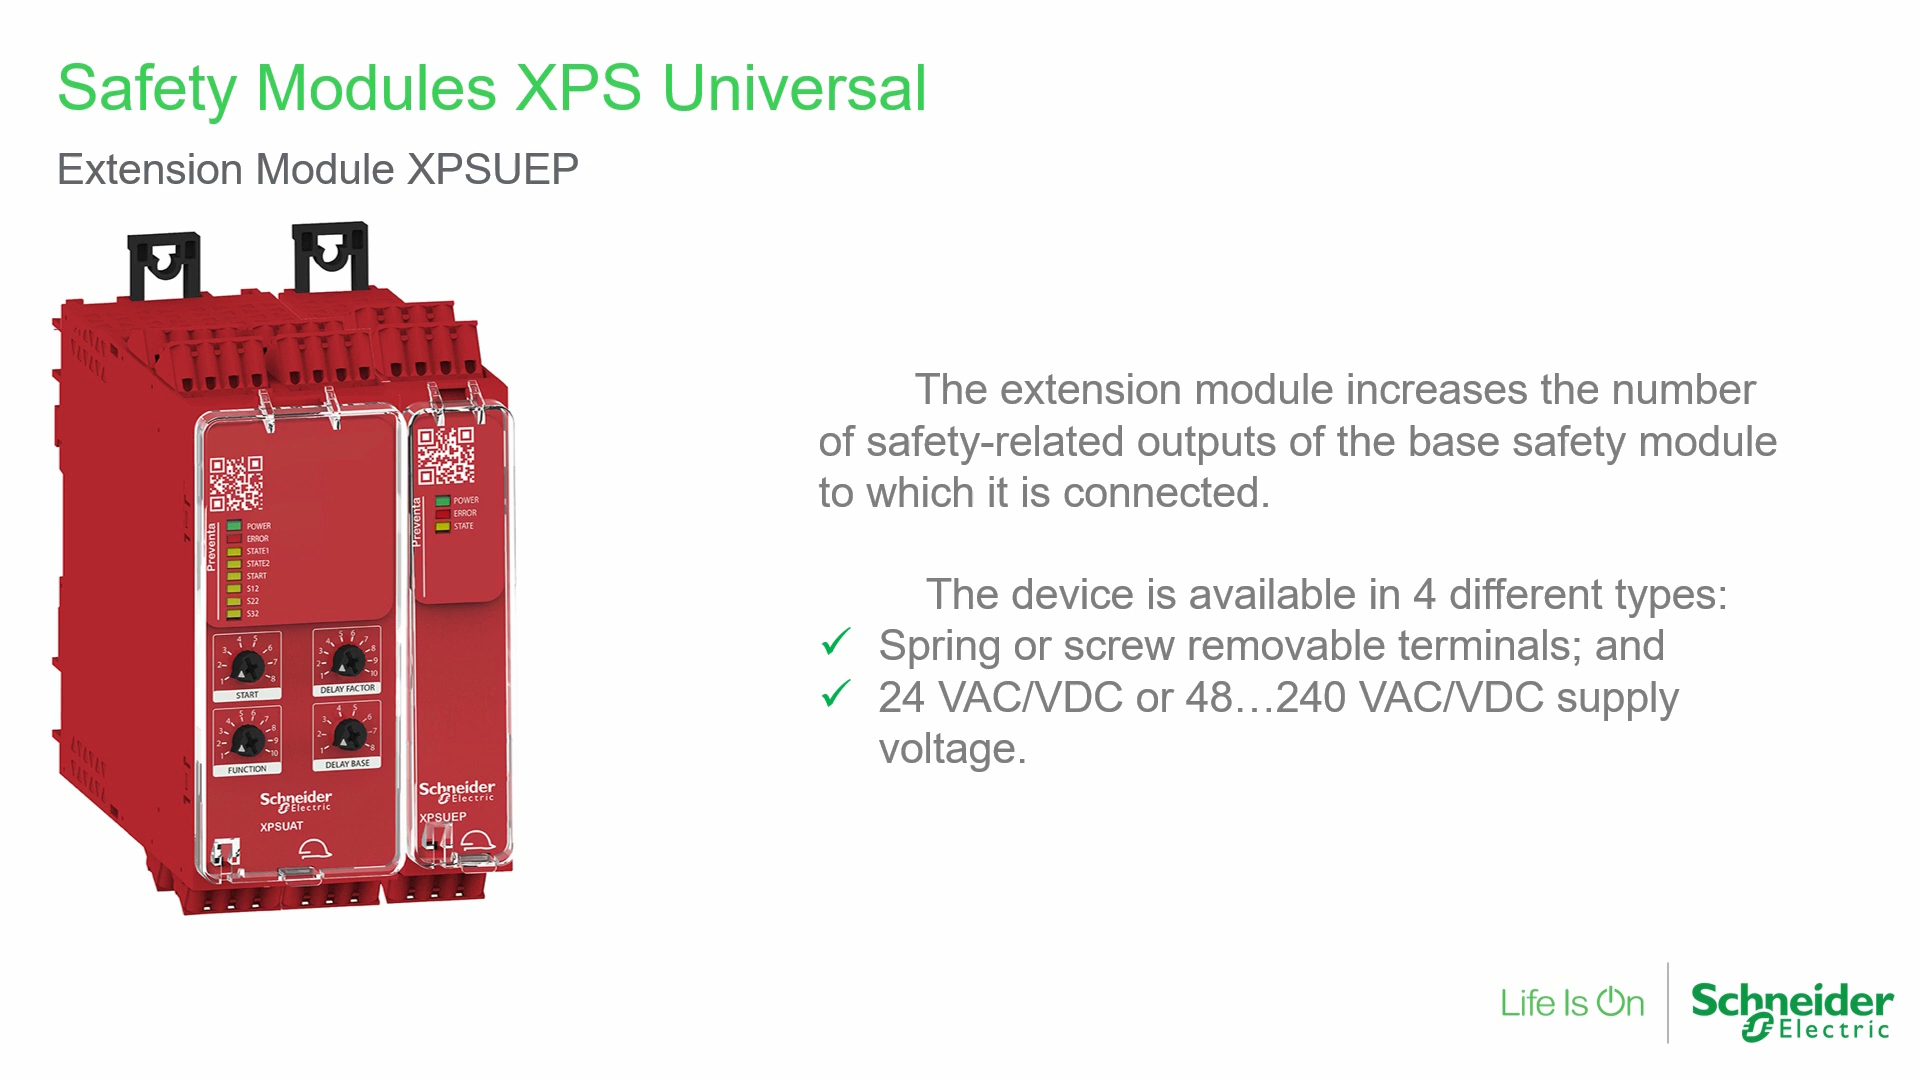 Safety Modules XPS Universal
Extension Module XPSUEP
The extension module increases the number
of safety-related outputs of the base safety module
to which it is connected.
The device is available in 4 different types:
✓ Spring or screw removable terminals; and
✓ 24 VAC/VDC or 48…240 VAC/VDC supply
voltage.
Preventa
POWER
ERROR
STATE1
STATE2
START
S12
S22
S32
START
DELAY FACTOR
FUNCTION
DELAY BASE
Schneider
Electric
XPSUAT
Preventa
POWER
ERROR
STATE
Schneider
Electric
XPSUEP
Life Is On
Schneider
Electric